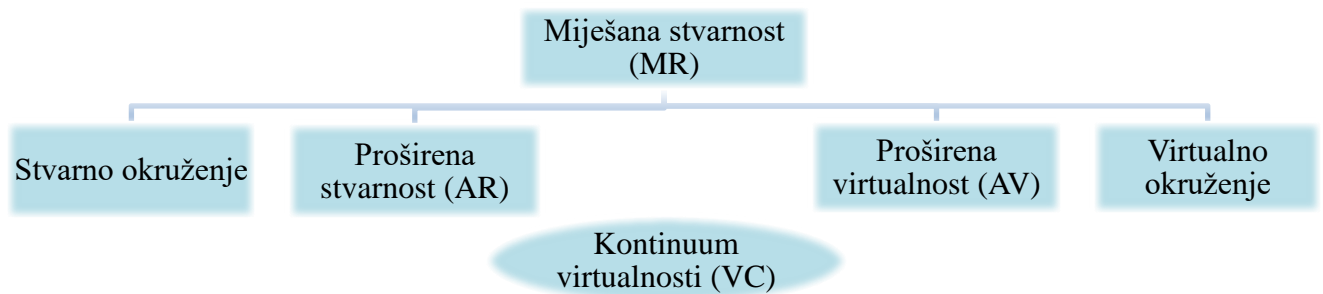 Miješana stvarnost
(MR)
Stvarno okruženje
Proširena
stvarnost (AR)
Proširena
virtualnost (AV)
Virtualno
okruženje
Kontinuum
virtualnosti (VC)